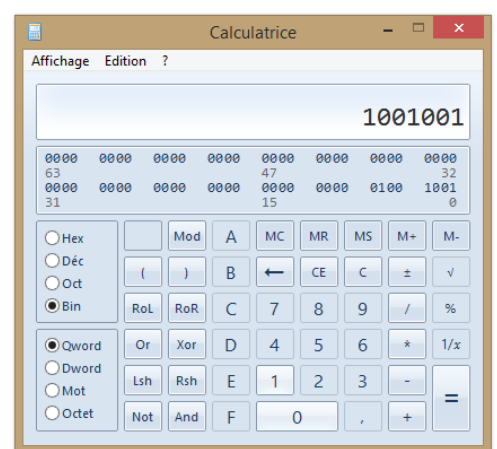 Calculatrice
Affichage Edition ?
1001001
0000 0000 0000 0000 0000 0000 0000 0000
63 47 32
0000 0000 0000 0000 0000 0000 0100 1001
31 15 0
Hex
Déc
Oct
Bin
Qword
Dword
Mot
Octet
Mod A MC MR MS M+ M-
( ) B ← CE C ± √
RoL RoR C 7 8 9 / %
Or Xor D 4 5 6 * 1/x
Lsh Rsh E 1 2 3 - =
Not And F 0 , +